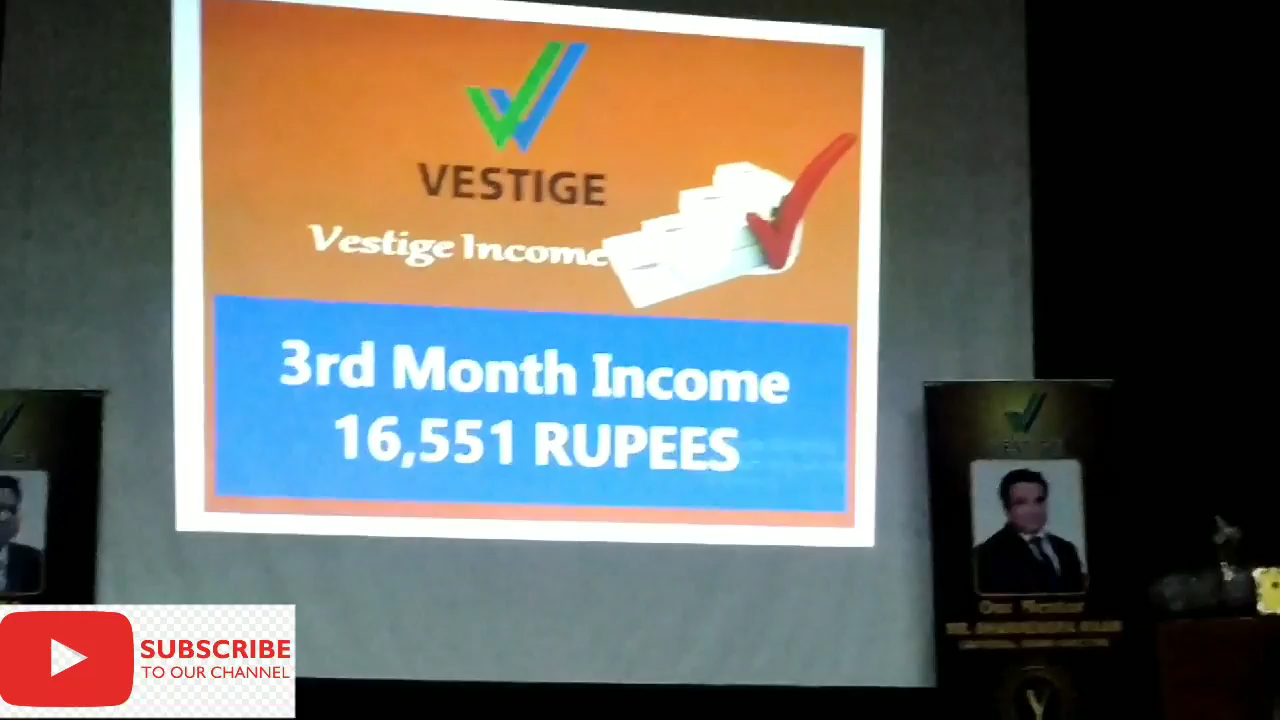 VESTIGE
Vestige Income
3rd Month Income
16,551 RUPEES
Our Mentor
SUBSCRIBE
TO OUR CHANNEL